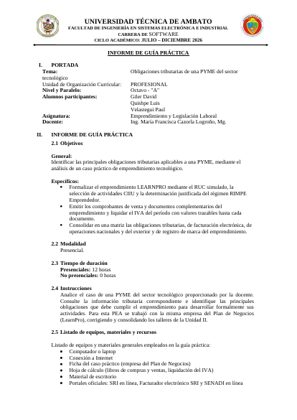 UNIVERSIDAD TÉCNICA DE AMBATO
FACULTAD DE INGENIERÍA EN SISTEMAS ELECTRÓNICA E INDUSTRIAL
CARRERA DE SOFTWARE
CICLO ACADÉMICO: JULIO – DICIEMBRE 2026
INFORME DE GUÍA PRÁCTICA
I. PORTADA
Tema: Obligaciones tributarias de una PYME del sector
tecnológico
Unidad de Organización Curricular: PROFESIONAL
Nivel y Paralelo: Octavo - "A"
Alumnos participantes: Giler David
Quishpe Luis
Velastegui Paul
Asignatura: Emprendimiento y Legislación Laboral
Docente: Ing. María Francisca Cazorla Logroño, Mg.
II. INFORME DE GUÍA PRÁCTICA
2.1 Objetivos
General:
Identificar las principales obligaciones tributarias aplicables a una PYME, mediante el
análisis de un caso práctico de emprendimiento tecnológico.
Específicos:
▪ Formalizar el emprendimiento LEARNPRO mediante el RUC simulado, la
selección de actividades CIIU y la determinación justificada del régimen RIMPE
Emprendedor.
▪ Emitir los comprobantes de venta y documentos complementarios del
emprendimiento y liquidar el IVA del período con valores trazables hasta cada
documento.
▪ Consolidar en una matriz las obligaciones tributarias, de facturación electrónica, de
operaciones nacionales y del exterior y de registro de marca del emprendimiento.
2.2 Modalidad
Presencial.
2.3 Tiempo de duración
Presenciales: 12 horas
No presenciales: 0 horas
2.4 Instrucciones
Analice el caso de una PYME del sector tecnológico proporcionado por la docente.
Consulte la información tributaria correspondiente e identifique las principales
obligaciones que debe cumplir el emprendimiento para desarrollar formalmente sus
actividades. Para esta PEA se trabajó con la misma empresa del Plan de Negocios
(LearnPro), corrigiendo y consolidando los talleres de la Unidad II.
2.5 Listado de equipos, materiales y recursos
Listado de equipos y materiales generales empleados en la guía práctica:
▪ Computador o laptop
▪ Conexión a Internet
▪ Ficha del caso práctico (empresa del Plan de Negocios)
▪ Hoja de cálculo (libros de compras y ventas, liquidación del IVA)
▪ Material de escritorio
▪ Portales oficiales: SRI en línea, Facturador electrónico SRI y SENADI en línea